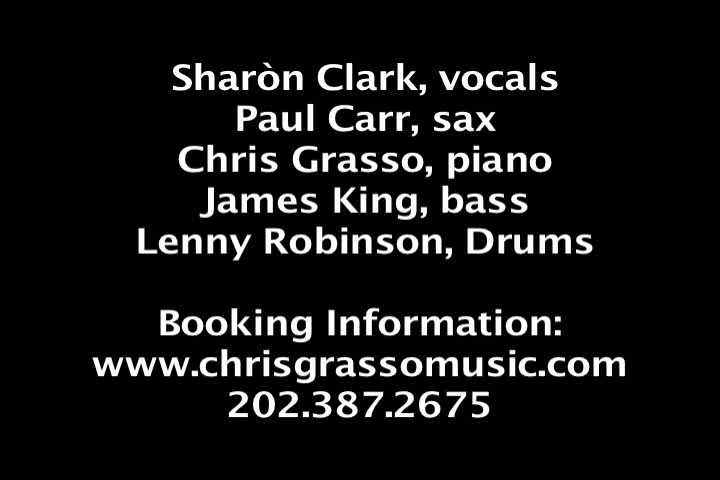 Sharòn Clark, vocals
Paul Carr, sax
Chris Grasso, piano
James King, bass
Lenny Robinson, Drums
Booking Information:
www.chrisgrassomusic.com
202.387.2675